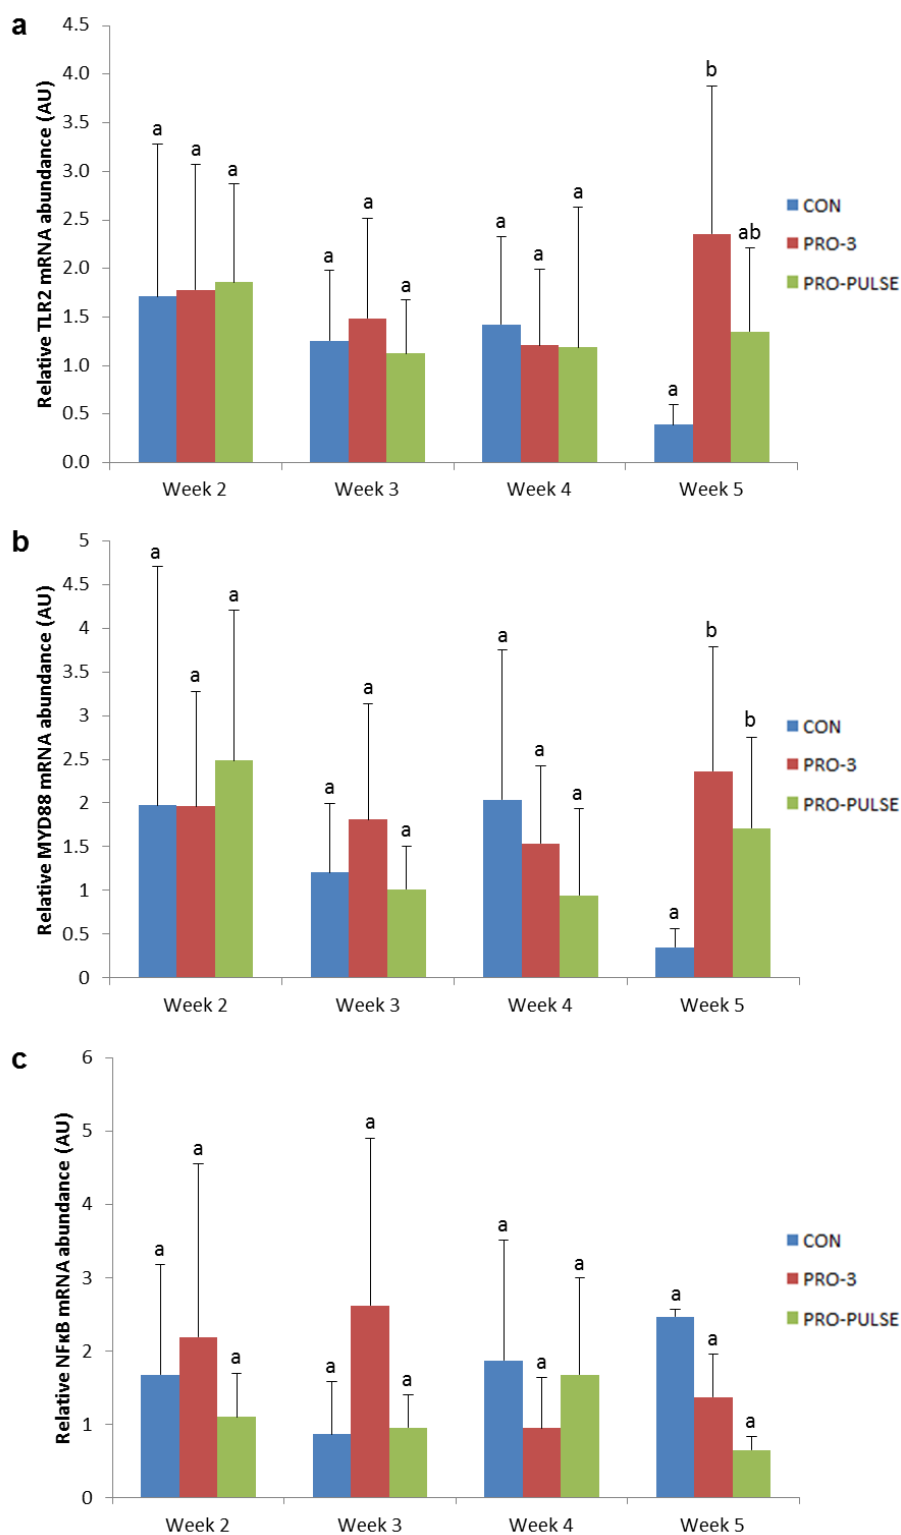 a
Relative TLR2 mRNA abundance (AU)
4.5
4.0
3.5
3.0
2.5
2.0
1.5
1.0
0.5
0.0
a a a
a a a
a a a
a b ab
Week 2 Week 3 Week 4 Week 5
CON
PRO-3
PRO-PULSE
b
Relative MYD88 mRNA abundance (AU)
5
4.5
4
3.5
3
2.5
2
1.5
1
0.5
0
a a a
a a a
a a a
a b b
Week 2 Week 3 Week 4 Week 5
CON
PRO-3
PRO-PULSE
c
Relative NFκB mRNA abundance (AU)
6
5
4
3
2
1
0
a a a
a a a
a a a
a a a
Week 2 Week 3 Week 4 Week 5
CON
PRO-3
PRO-PULSE